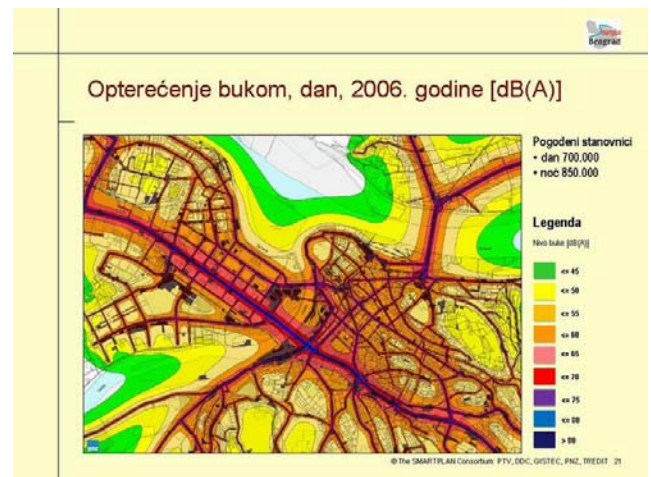 Beograd
Opterećenje bukom, dan, 2006. godine [dB(A)]
Pogođeni stanovnici
• dan 700.000
• noć 850.000
Legenda
Nivo buke [dB(A)]
<= 45
<= 50
<= 55
<= 60
<= 65
<= 70
<= 75
<= 80
> 80
© The SMARTPLAN Consortium: PTV, DDC, GISTEC, PNZ, TREDIT 21